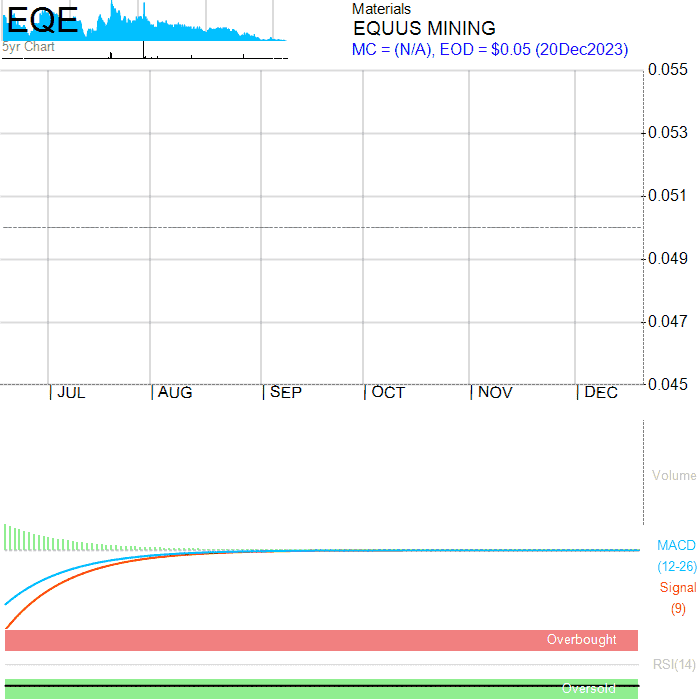 EQE
5yr Chart
Materials
EQUUS MINING
MC = (N/A), EOD = $0.05 (20Dec2023)
0.055
0.053
0.051
0.049
0.047
0.045
JUL AUG SEP OCT NOV DEC
Volume
MACD
(12-26)
Signal
(9)
Overbought
RSI(14)
Oversold